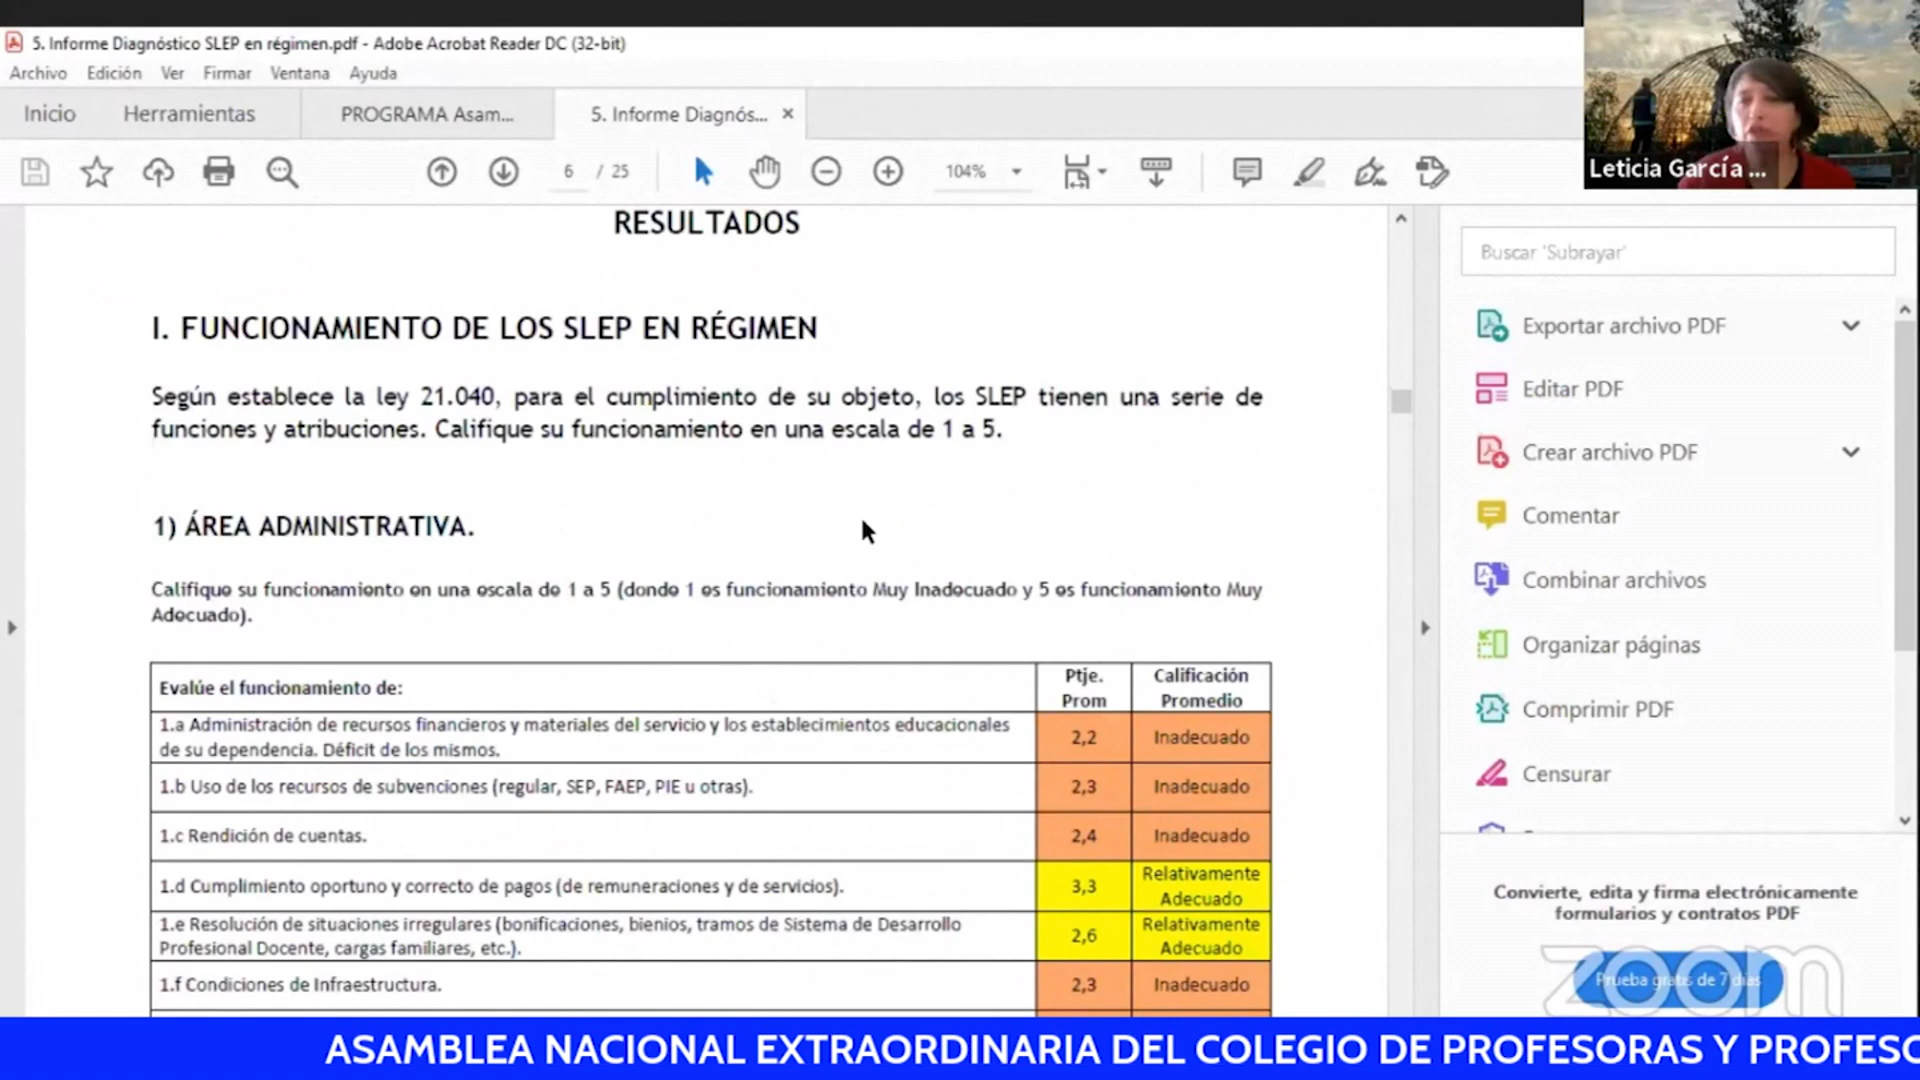 5. Informe Diagnóstico SLEP en régimen.pdf - Adobe Acrobat Reader DC (32-bit)
Archivo Edición Ver Firmar Ventana Ayuda
Inicio Herramientas PROGRAMA Asam... 5. Informe Diagnós... ×
6 / 25 104%
Leticia García ...
RESULTADOS
I. FUNCIONAMIENTO DE LOS SLEP EN RÉGIMEN
Según establece la ley 21.040, para el cumplimiento de su objeto, los SLEP tienen una serie de
funciones y atribuciones. Califique su funcionamiento en una escala de 1 a 5.
1) ÁREA ADMINISTRATIVA.
Califique su funcionamiento en una escala de 1 a 5 (donde 1 es funcionamiento Muy Inadecuado y 5 es funcionamiento Muy
Adecuado).
Evalúe el funcionamiento de:
Ptje.
Prom
Calificación
Promedio
1.a Administración de recursos financieros y materiales del servicio y los establecimientos educacionales
de su dependencia. Déficit de los mismos.
2,2
Inadecuado
1.b Uso de los recursos de subvenciones (regular, SEP, FAEP, PIE u otras).
2,3
Inadecuado
1.c Rendición de cuentas.
2,4
Inadecuado
1.d Cumplimiento oportuno y correcto de pagos (de remuneraciones y de servicios).
3,3
Relativamente
Adecuado
1.e Resolución de situaciones irregulares (bonificaciones, bienios, tramos de Sistema de Desarrollo
Profesional Docente, cargas familiares, etc.).
2,6
Relativamente
Adecuado
1.f Condiciones de Infraestructura.
2,3
Inadecuado
Buscar 'Subrayar'
Exportar archivo PDF
Editar PDF
Crear archivo PDF
Comentar
Combinar archivos
Organizar páginas
Comprimir PDF
Censurar
Convierte, edita y firma electrónicamente
formularios y contratos PDF
Prueba gratis de 7 días
zoom
ASAMBLEA NACIONAL EXTRAORDINARIA DEL COLEGIO DE PROFESORAS Y PROFESO